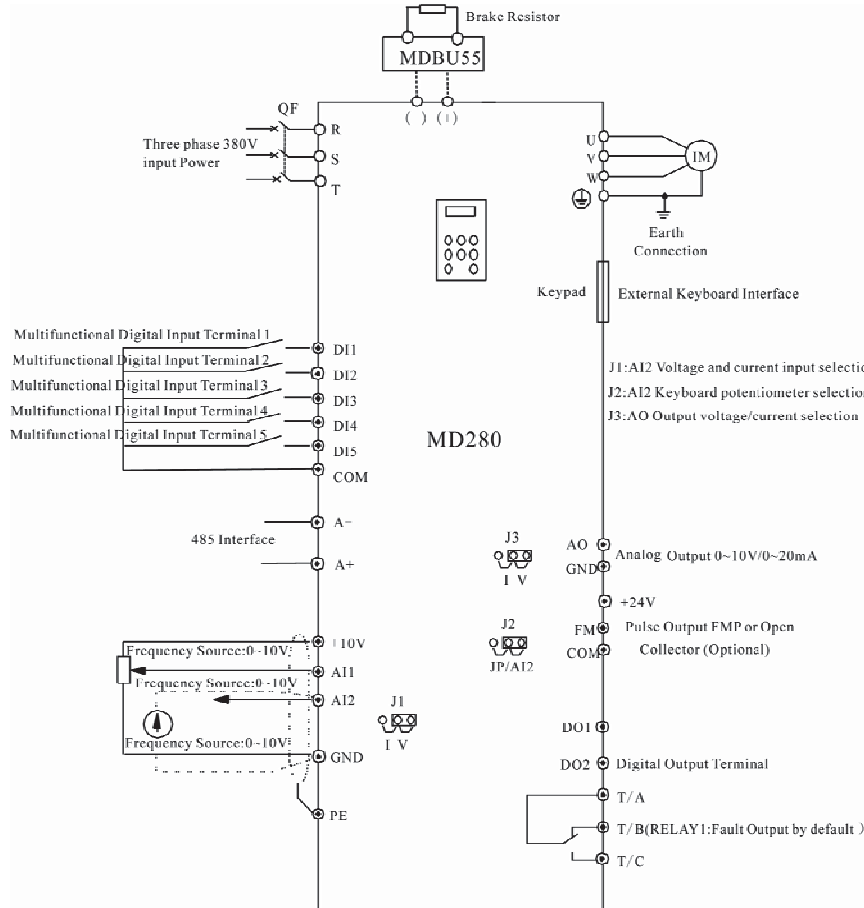 Brake Resistor
MDBU55
( ) (+)
QF
R
Three phase 380V
input Power
S
T
U
V
W
IM
Earth
Connection
Keypad
External Keyboard Interface
Multifunctional Digital Input Terminal 1
DI1
Multifunctional Digital Input Terminal 2
DI2
Multifunctional Digital Input Terminal 3
DI3
Multifunctional Digital Input Terminal 4
DI4
Multifunctional Digital Input Terminal 5
DI5
COM
J1:AI2 Voltage and current input selectio
J2:AI2 Keyboard potentiometer selection
J3:AO Output voltage/current selection
MD280
A-
485 Interface
A+
J3
I V
AO
Analog Output 0~10V/0~20mA
GND
+24V
J2
JP/AI2
FM
Pulse Output FMP or Open
COM
Collector (Optional)
+10V
Frequency Source:0~10V
AI1
Frequency Source:0~10V
AI2
J1
I V
Frequency Source:0~10V
GND
PE
DO1
DO2
Digital Output Terminal
T/A
T/B(RELAY1:Fault Output by default )
T/C